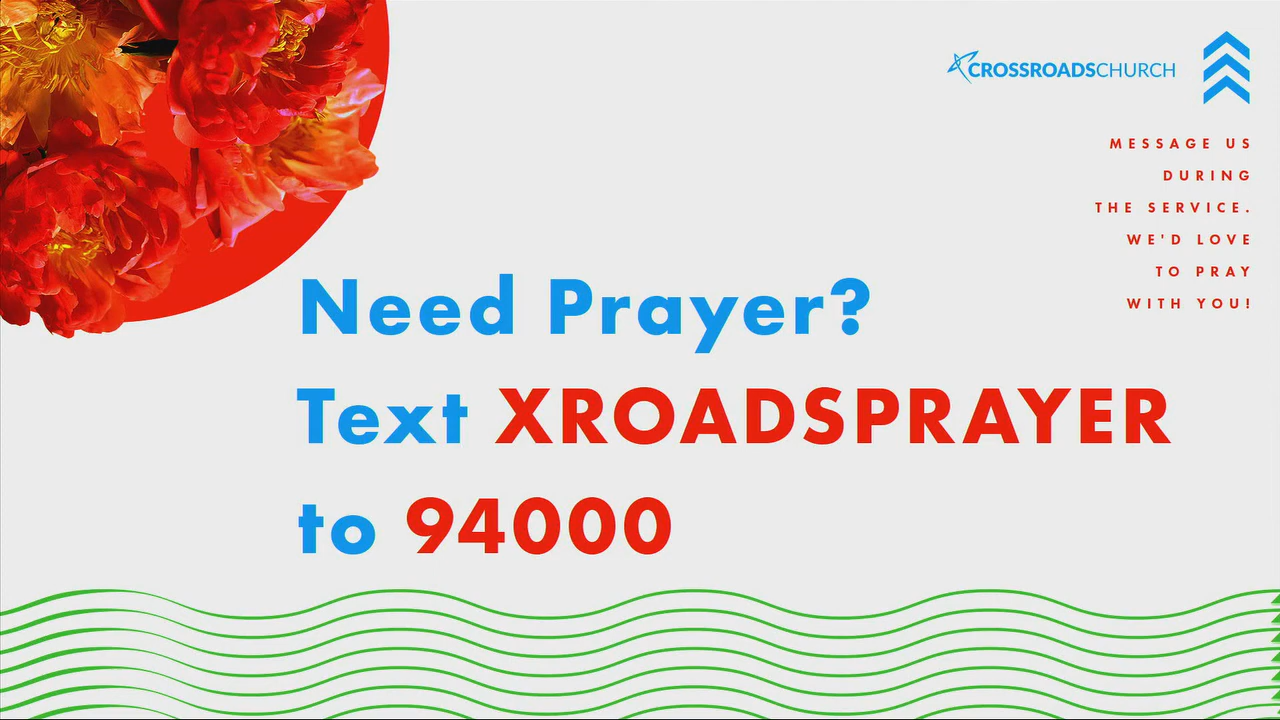 CROSSROADSCHURCH
MESSAGE US
DURING
THE SERVICE.
WE'D LOVE
TO PRAY
WITH YOU!
Need Prayer?
Text XROADSPRAYER
to 94000